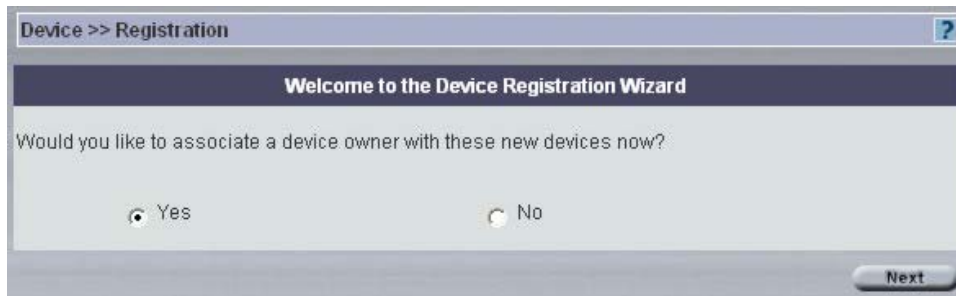 Device >> Registration ?
Welcome to the Device Registration Wizard
Would you like to associate a device owner with these new devices now?
Yes No
Next